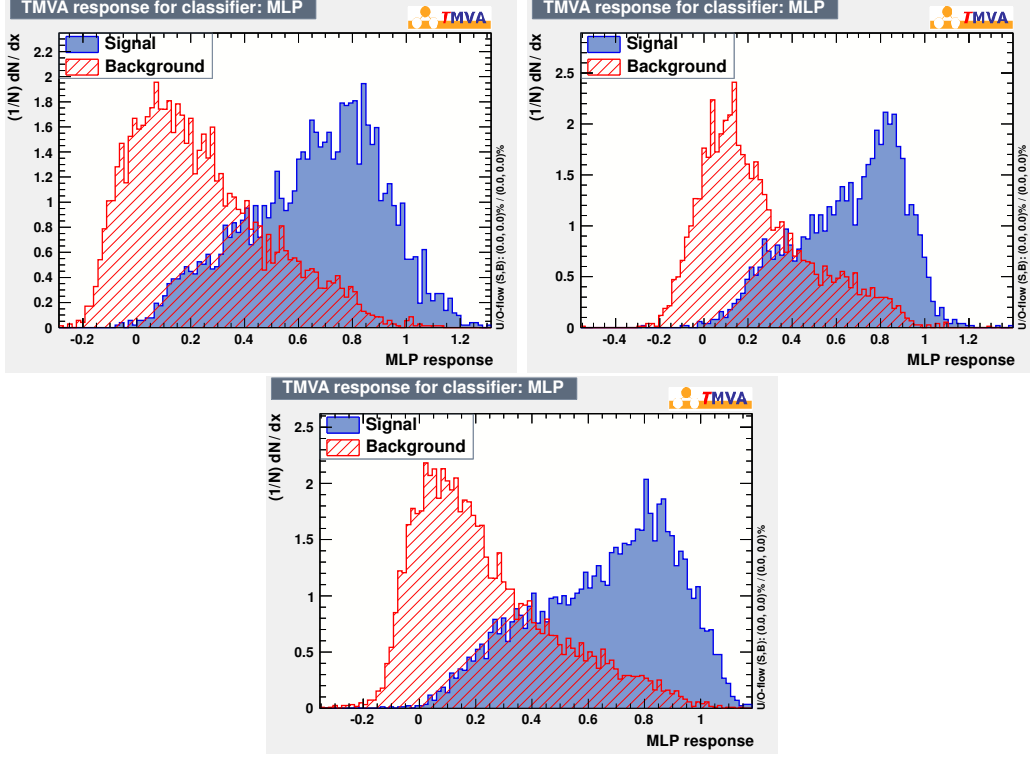 TMVA response for classifier: MLP
TMVA
(1/N) dN / dx
Signal
Background
2.2
2
1.8
1.6
1.4
1.2
1
0.8
0.6
0.4
0.2
0
-0.2 0 0.2 0.4 0.6 0.8 1 1.2
MLP response
U/O-flow (S,B): (0.0, 0.0)% / (0.0, 0.0)%
TMVA response for classifier: MLP
TMVA
(1/N) dN / dx
Signal
Background
2.5
2
1.5
1
0.5
0
-0.4 -0.2 0 0.2 0.4 0.6 0.8 1 1.2
MLP response
U/O-flow (S,B): (0.0, 0.0)% / (0.0, 0.0)%
TMVA response for classifier: MLP
TMVA
(1/N) dN / dx
Signal
Background
2.5
2
1.5
1
0.5
0
-0.2 0 0.2 0.4 0.6 0.8 1
MLP response
U/O-flow (S,B): (0.0, 0.0)% / (0.0, 0.0)%